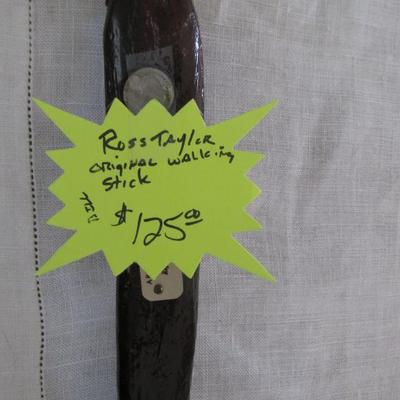 Ross Taylor
original walking
Stick
$125.00